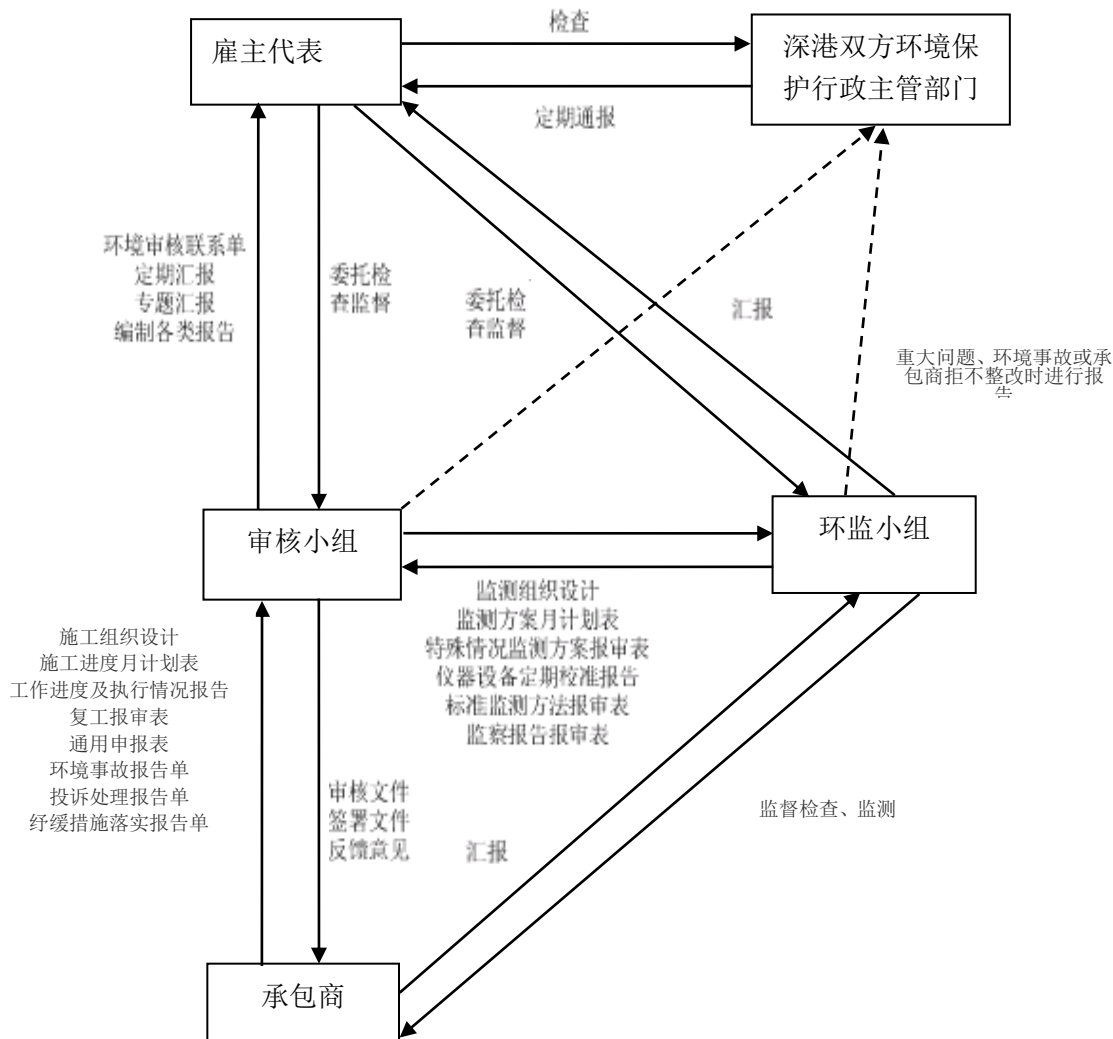 检查
雇主代表
深港双方环境保
护行政主管部门
定期通报
环境审核联系单
定期汇报
专题汇报
编制各类报告
委托检
查监督
委托检
查监督
汇报
重大问题、环境事故或承
包商拒不整改时进行报
告
审核小组
环监小组
监测组织设计
监测方案月计划表
特殊情况监测方案报审表
仪器设备定期校准报告
标准监测方法报审表
监察报告报审表
施工组织设计
施工进度月计划表
工作进度及执行情况报告
复工报审表
通用申报表
环境事故报告单
投诉处理报告单
纾缓措施落实报告单
审核文件
签署文件
反馈意见
汇报
监督检查、监测
承包商